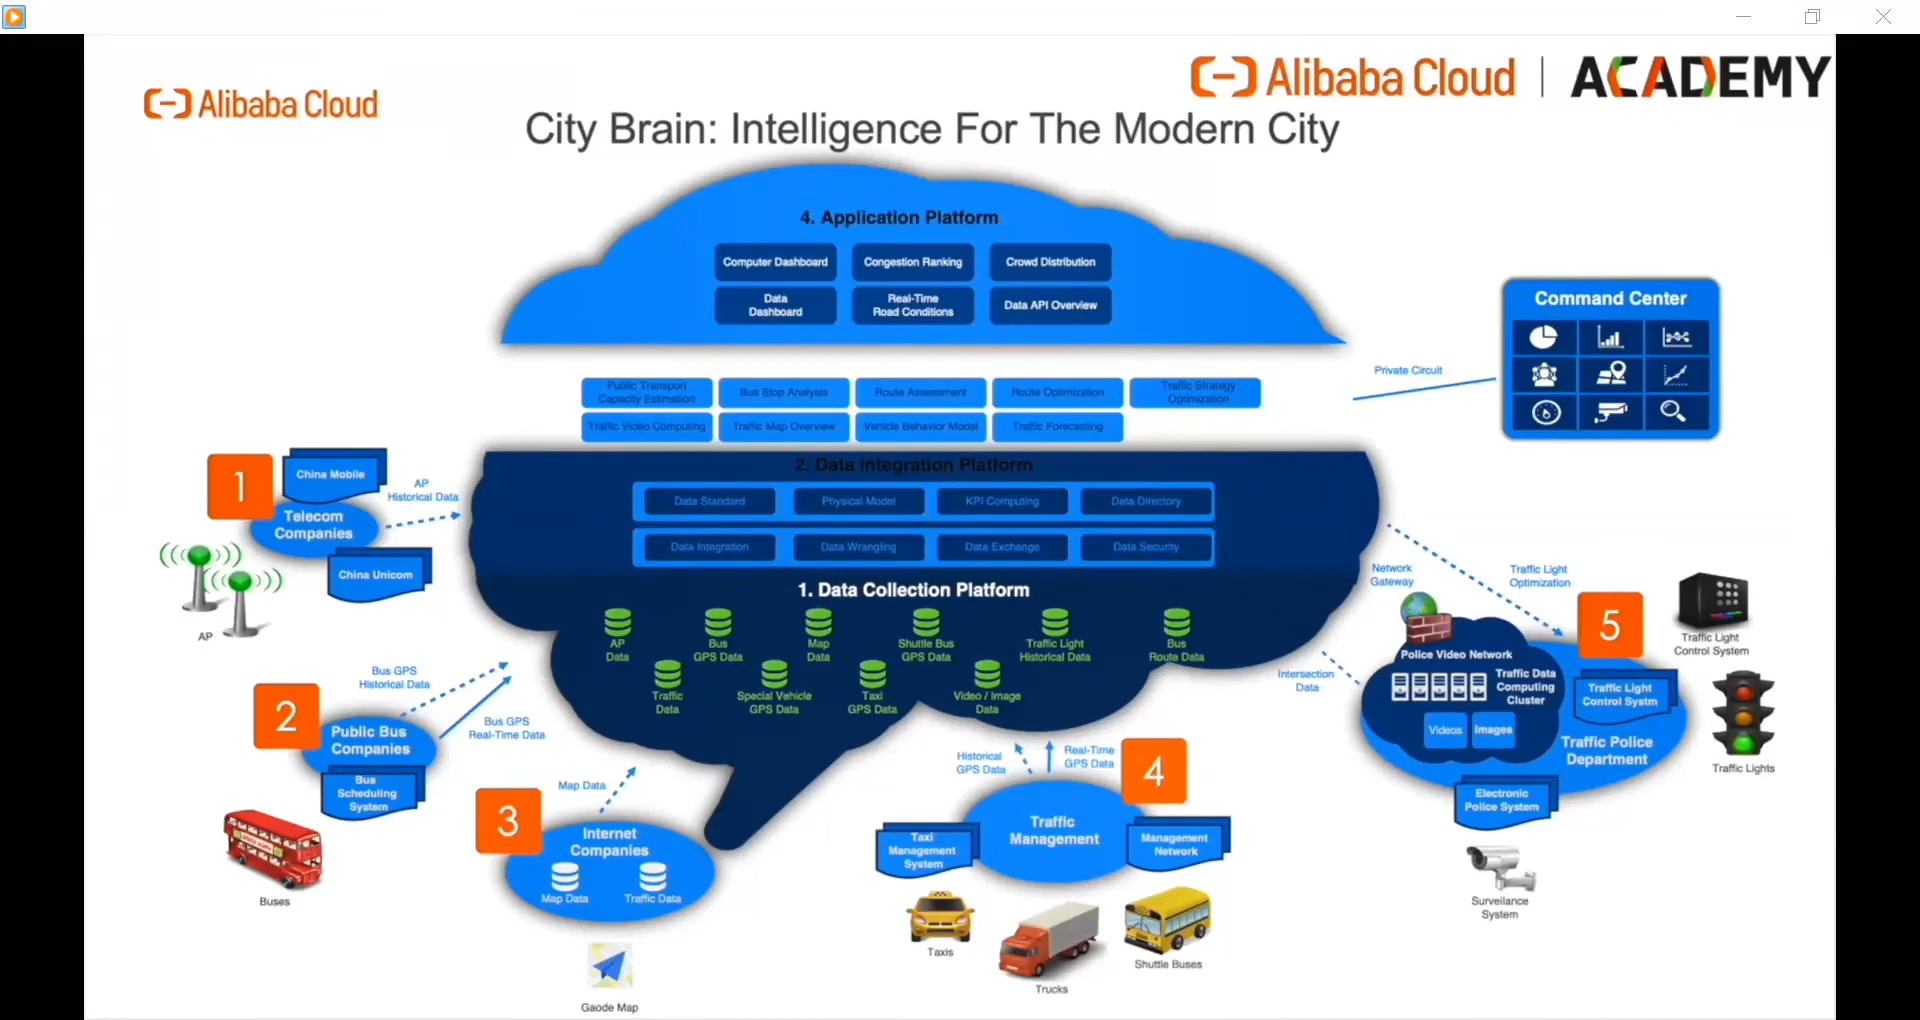 Alibaba Cloud
Alibaba Cloud | ACADEMY
City Brain: Intelligence For The Modern City
4. Application Platform
Computer Dashboard
Congestion Ranking
Crowd Distribution
Data
Dashboard
Real-Time
Road Conditions
Data API Overview
Command Center
Private Circuit
Public Transport
Capacity Estimation
Bus Stop Analysis
Route Assessment
Route Optimization
Traffic Strategy
Optimization
Traffic Video Computing
Traffic Map Overview
Vehicle Behavior Model
Traffic Forecasting
2. Data Integration Platform
Data Standard
Physical Model
KPI Computing
Data Directory
Data Integration
Data Wrangling
Data Exchange
Data Security
1. Data Collection Platform
AP
Data
Bus
GPS Data
Map
Data
Shuttle Bus
GPS Data
Traffic Light
Historical Data
Bus
Route Data
Traffic
Data
Special Vehicle
GPS Data
Taxi
GPS Data
Video / Image
Data
1
China Mobile
Telecom
Companies
China Unicom
AP
Historical Data
AP
2
Bus GPS
Historical Data
Public Bus
Companies
Bus GPS
Real-Time Data
Bus
Scheduling
System
Buses
3
Map Data
Internet
Companies
Map Data
Traffic Data
Gaode Map
4
Historical
GPS Data
Real-Time
GPS Data
Traffic
Management
Taxi
Management
System
Management
Network
Taxis
Trucks
Shuttle Buses
5
Network
Gateway
Traffic Light
Optimization
Intersection
Data
Police Video Network
Traffic Data
Computing
Cluster
Videos
Images
Traffic Light
Control Systm
Traffic Police
Department
Electronic
Police System
Surveilance
System
Traffic Light
Control System
Traffic Lights